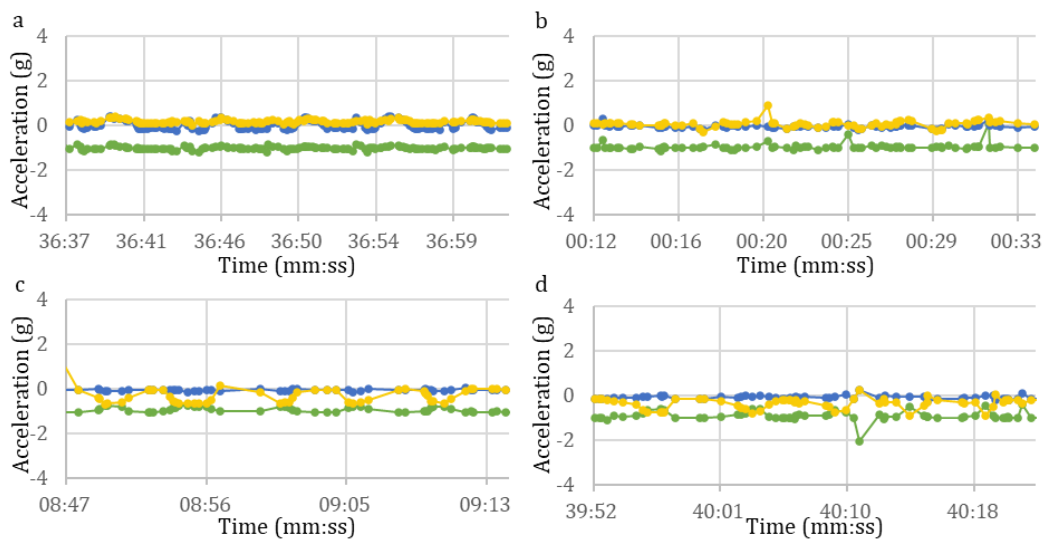 a
Acceleration (g)
4
2
0
-2
-4
36:37 36:41 36:46 36:50 36:54 36:59
Time (mm:ss)
b
Acceleration (g)
4
2
0
-2
-4
00:12 00:16 00:20 00:25 00:29 00:33
Time (mm:ss)
c
Acceleration (g)
4
2
0
-2
-4
08:47 08:56 09:05 09:13
Time (mm:ss)
d
Acceleration (g)
4
2
0
-2
-4
39:52 40:01 40:10 40:18
Time (mm:ss)